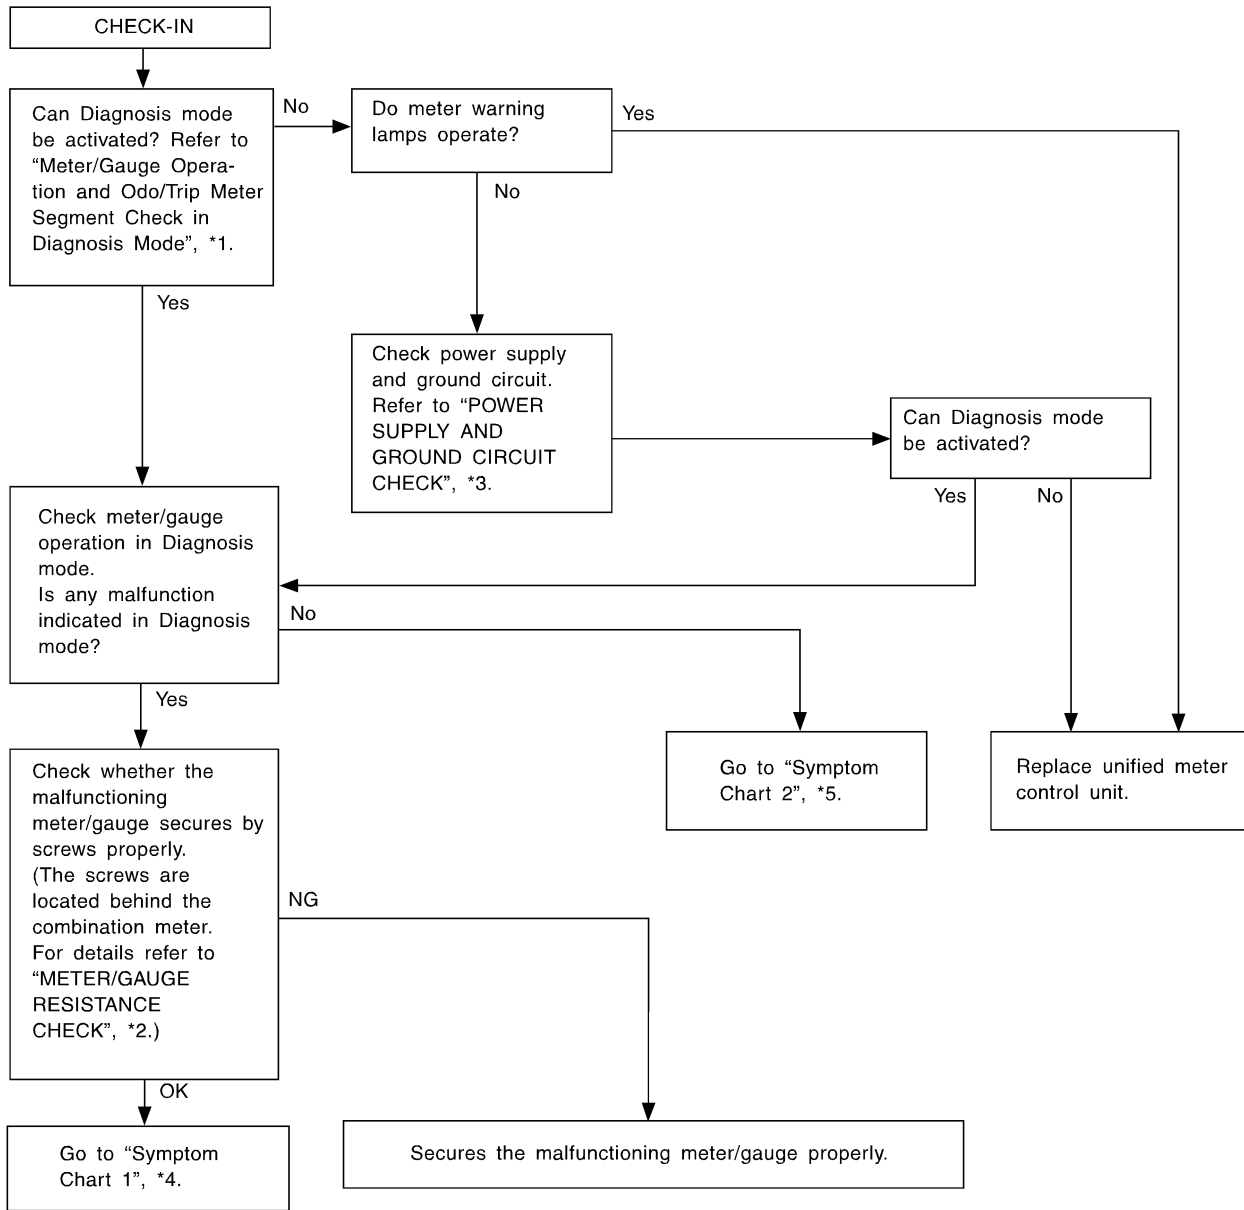 CHECK-IN
Can Diagnosis mode
be activated? Refer to
“Meter/Gauge Opera-
tion and Odo/Trip Meter
Segment Check in
Diagnosis Mode”, *1.
No
Do meter warning
lamps operate?
Yes
No
Yes
Check power supply
and ground circuit.
Refer to “POWER
SUPPLY AND
GROUND CIRCUIT
CHECK”, *3.
Can Diagnosis mode
be activated?
Yes
No
Check meter/gauge
operation in Diagnosis
mode.
Is any malfunction
indicated in Diagnosis
mode?
No
Yes
Go to “Symptom
Chart 2”, *5.
Replace unified meter
control unit.
Check whether the
malfunctioning
meter/gauge secures by
screws properly.
(The screws are
located behind the
combination meter.
For details refer to
“METER/GAUGE
RESISTANCE
CHECK”, *2.)
NG
OK
Go to “Symptom
Chart 1”, *4.
Secures the malfunctioning meter/gauge properly.